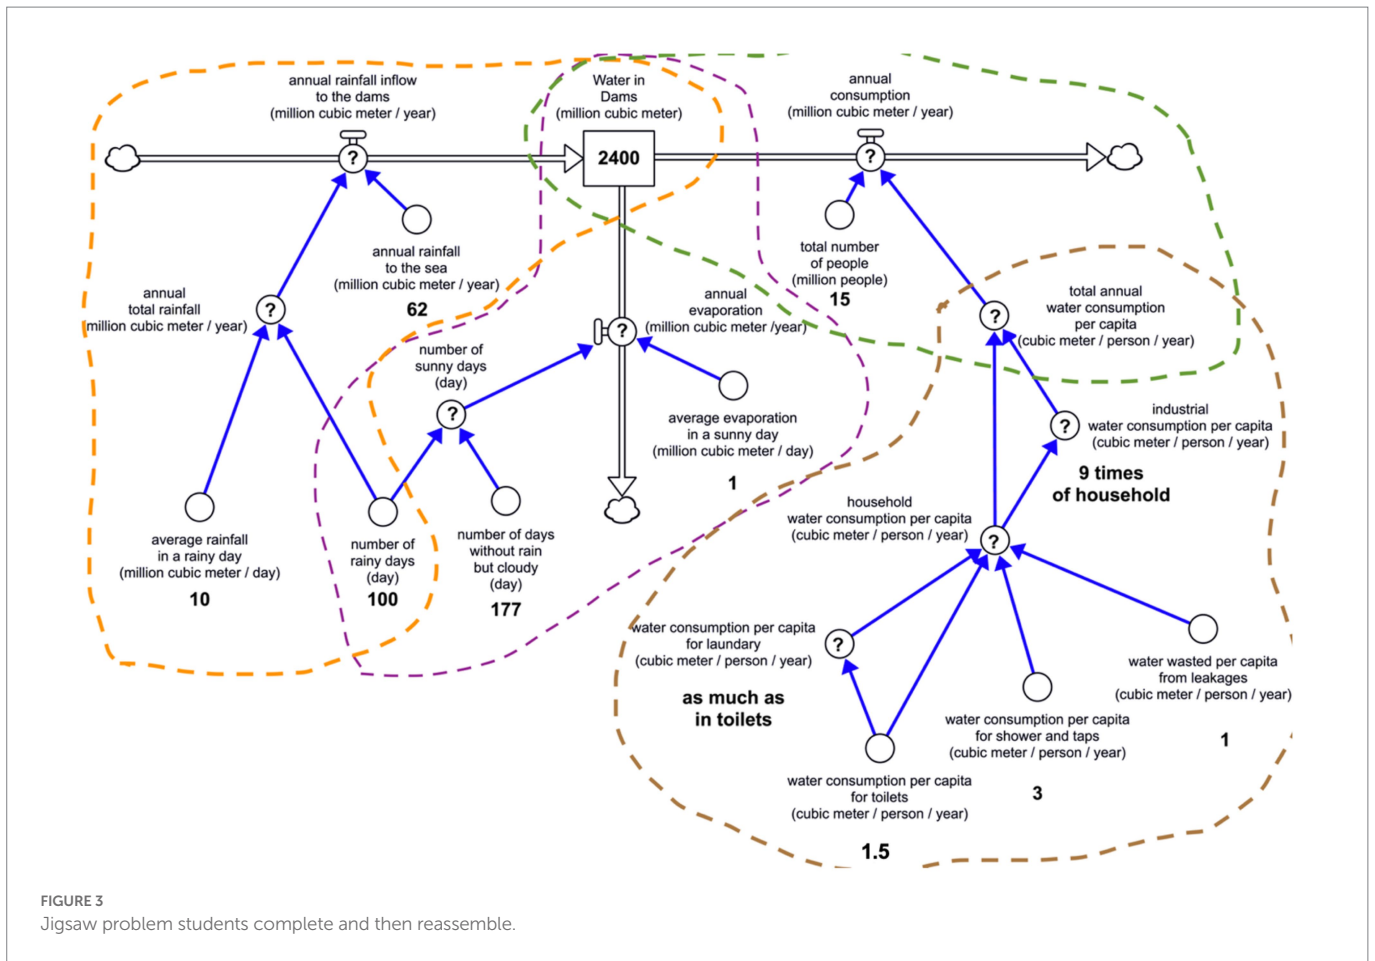 annual rainfall inflow
to the dams
(million cubic meter / year)
?
Water in
Dams
(million cubic meter)
2400
annual
consumption
(million cubic meter / year)
?
annual rainfall
to the sea
(million cubic meter / year)
62
annual
total rainfall
(million cubic meter / year)
?
total number
of people
(million people)
15
annual
evaporation
(million cubic meter /year)
?
total annual
water consumption
per capita
(cubic meter / person / year)
?
number of
sunny days
(day)
?
average evaporation
in a sunny day
(million cubic meter / day)
1
industrial
water consumption per capita
(cubic meter / person / year)
?
9 times
of household
average rainfall
in a rainy day
(million cubic meter / day)
10
number of
rainy days
(day)
100
number of days
without rain
but cloudy
(day)
177
household
water consumption per capita
(cubic meter / person / year)
?
water consumption per capita
for laundary
(cubic meter / person / year)
?
as much as
in toilets
water consumption per capita
for toilets
(cubic meter / person / year)
1.5
water consumption per capita
for shower and taps
(cubic meter / person / year)
3
water wasted per capita
from leakages
(cubic meter / person / year)
1
FIGURE 3
Jigsaw problem students complete and then reassemble.